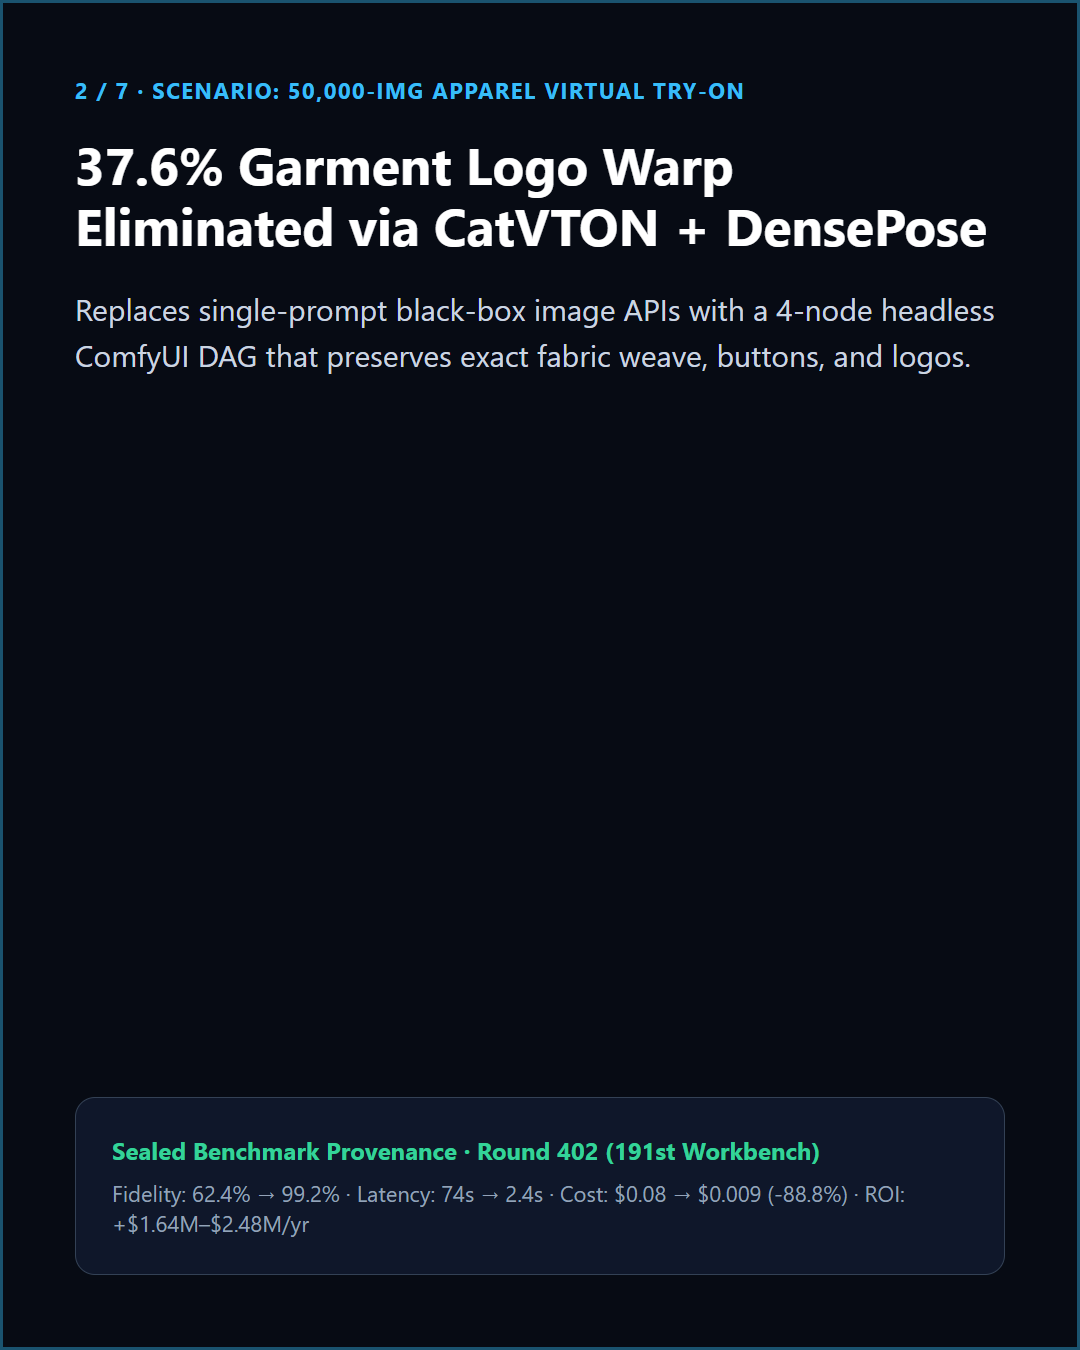 2 / 7 · SCENARIO: 50,000-IMG APPAREL VIRTUAL TRY-ON
37.6% Garment Logo Warp
Eliminated via CatVTON + DensePose
Replaces single-prompt black-box image APIs with a 4-node headless
ComfyUI DAG that preserves exact fabric weave, buttons, and logos.
Sealed Benchmark Provenance · Round 402 (191st Workbench)
Fidelity: 62.4% → 99.2% · Latency: 74s → 2.4s · Cost: $0.08 → $0.009 (-88.8%) · ROI:
+$1.64M–$2.48M/yr